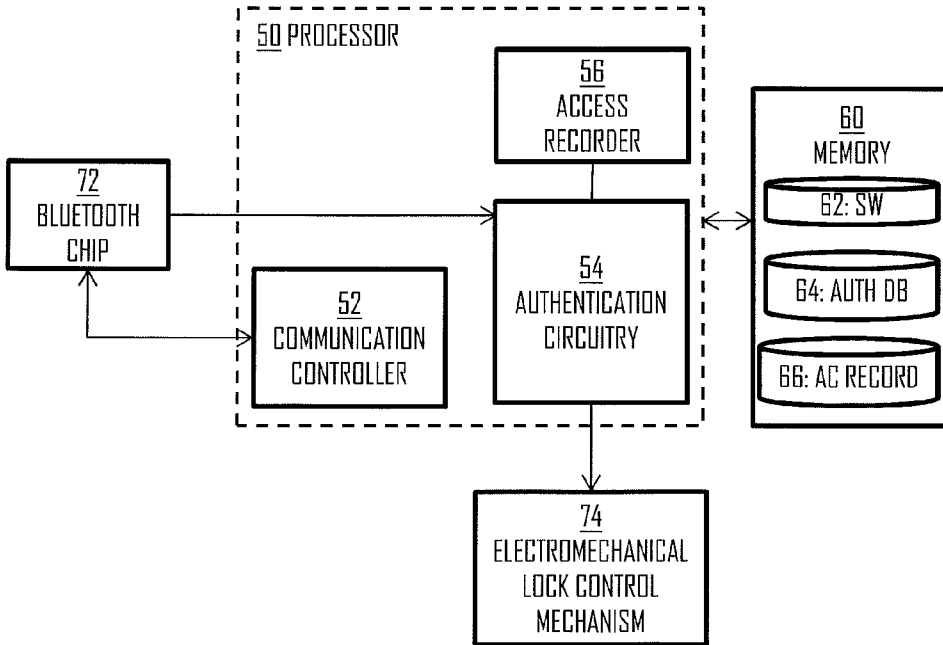 50 PROCESSOR
56
ACCESS
RECORDER
60
MEMORY
62: SW
64: AUTH DB
66: AC RECORD
72
BLUETOOTH
CHIP
52
COMMUNICATION
CONTROLLER
54
AUTHENTICATION
CIRCUITRY
74
ELECTROMECHANICAL
LOCK CONTROL
MECHANISM